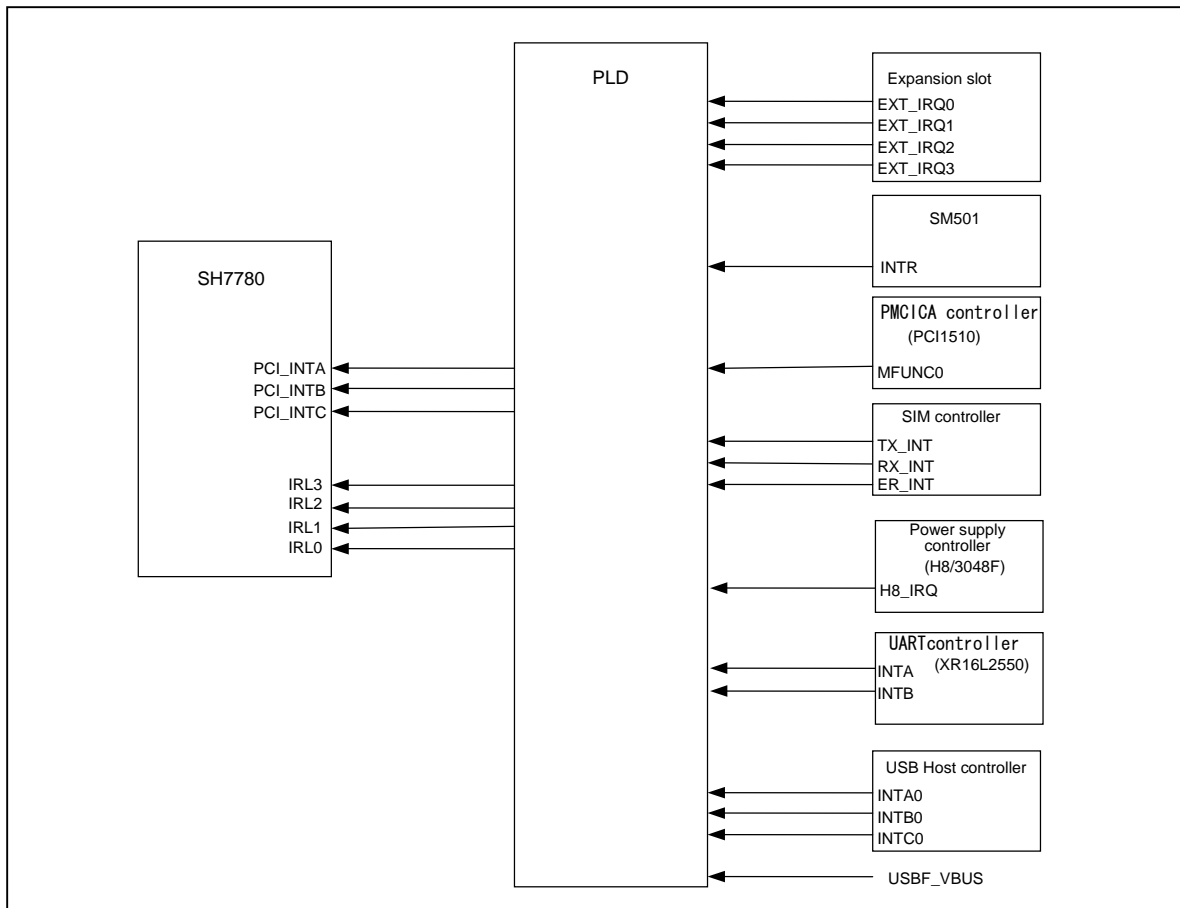 PLD
Expansion slot
EXT_IRQ0
EXT_IRQ1
EXT_IRQ2
EXT_IRQ3
SM501
INTR
SH7780
PCI_INTA
PCI_INTB
PCI_INTC
IRL3
IRL2
IRL1
IRL0
PMCICA controller
(PCI1510)
MFUNC0
SIM controller
TX_INT
RX_INT
ER_INT
Power supply
controller
(H8/3048F)
H8_IRQ
UARTcontroller
(XR16L2550)
INTA
INTB
USB Host controller
INTA0
INTB0
INTC0
USBF_VBUS